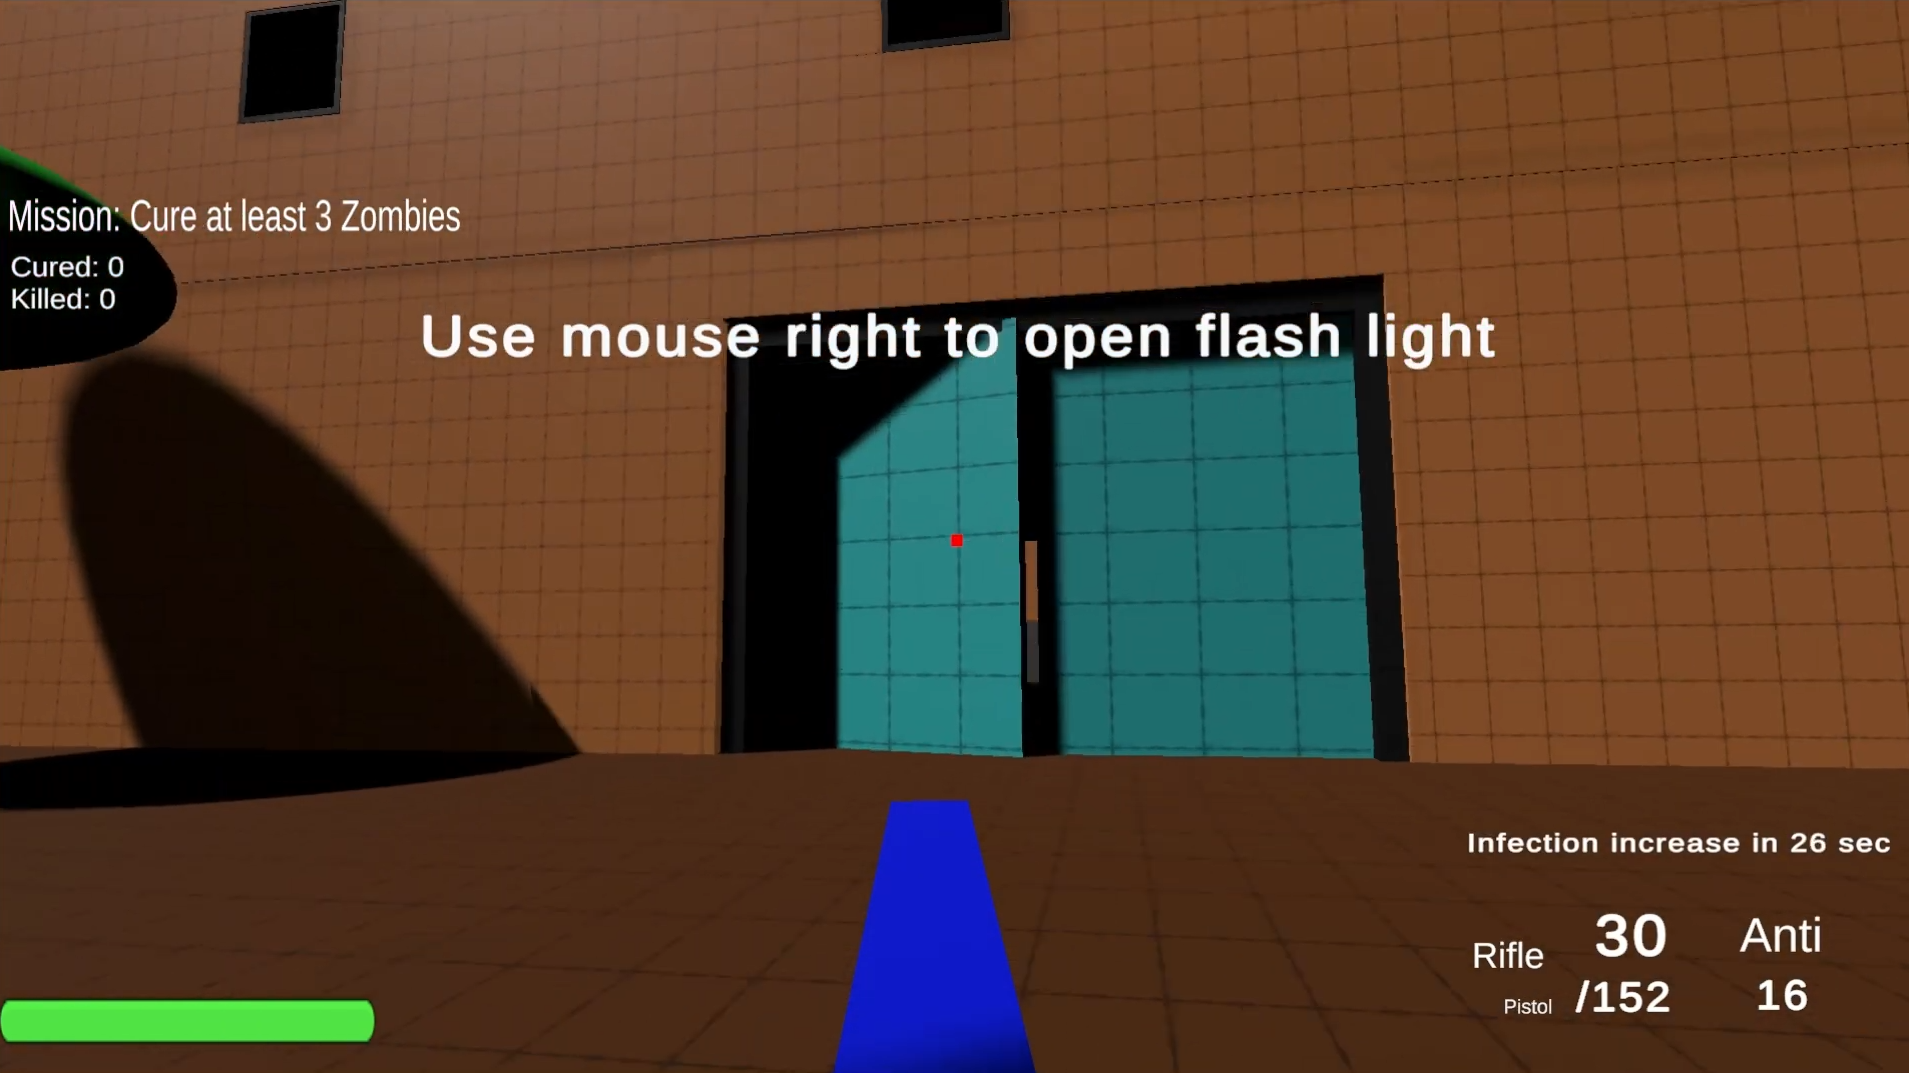 Mission: Cure at least 3 Zombies
Cured: 0
Killed: 0
Use mouse right to open flash light
Infection increase in 26 sec
Rifle 30 Anti
Pistol /152 16